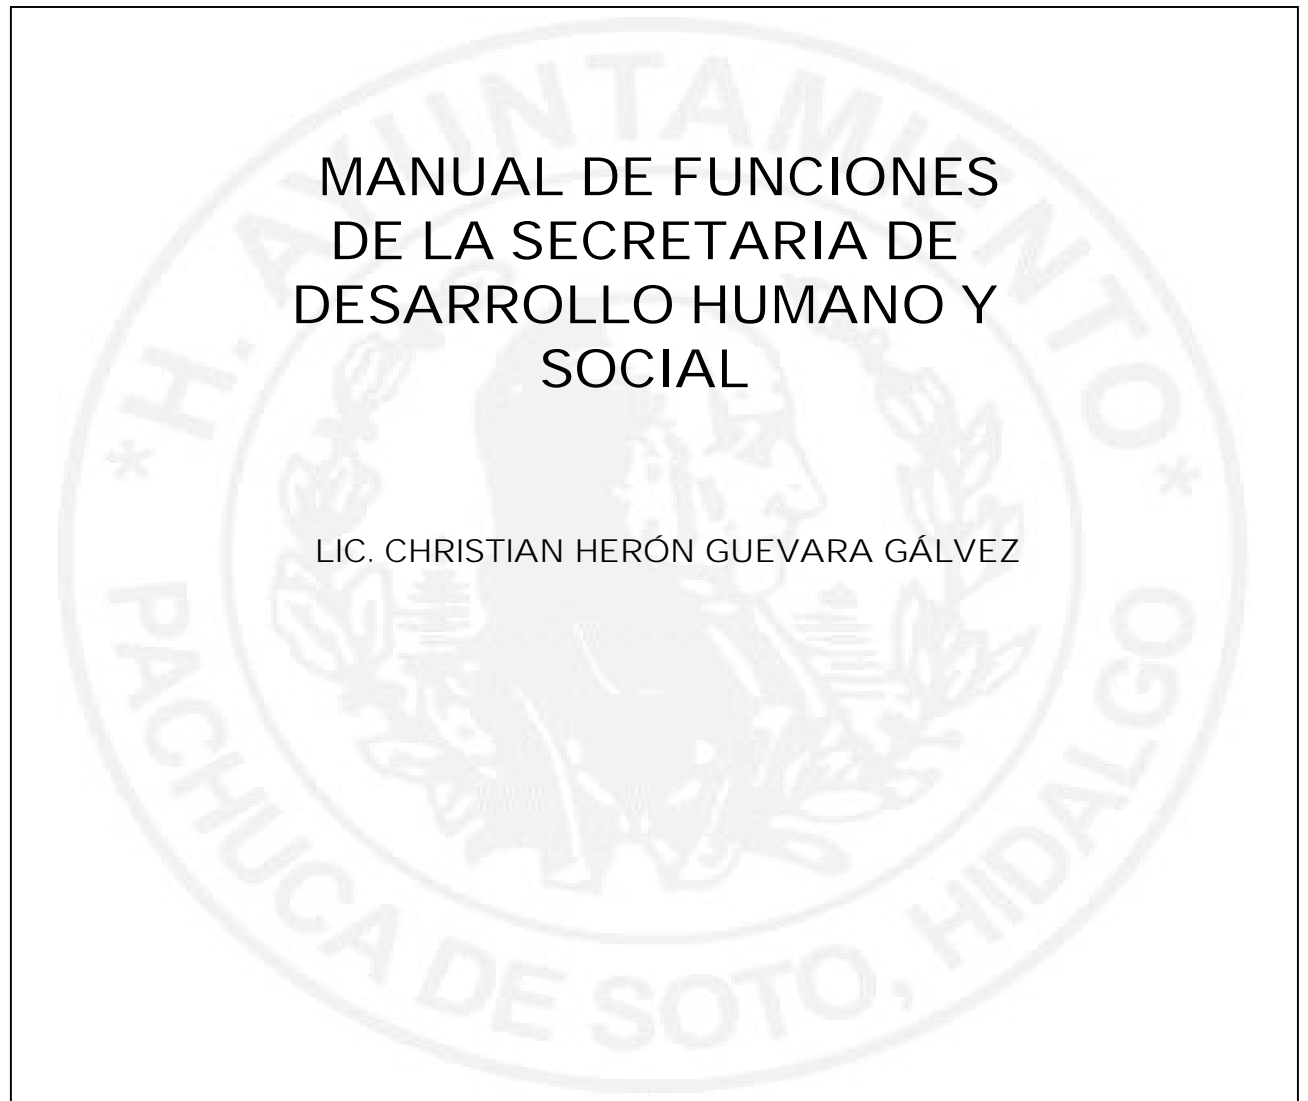 MANUAL DE FUNCIONES
DE LA SECRETARIA DE
DESARROLLO HUMANO Y
SOCIAL
LIC. CHRISTIAN HERÓN GUEVARA GÁLVEZ
*H. AYUNTAMIENTO*
PACHUCA DE SOTO, HIDALGO